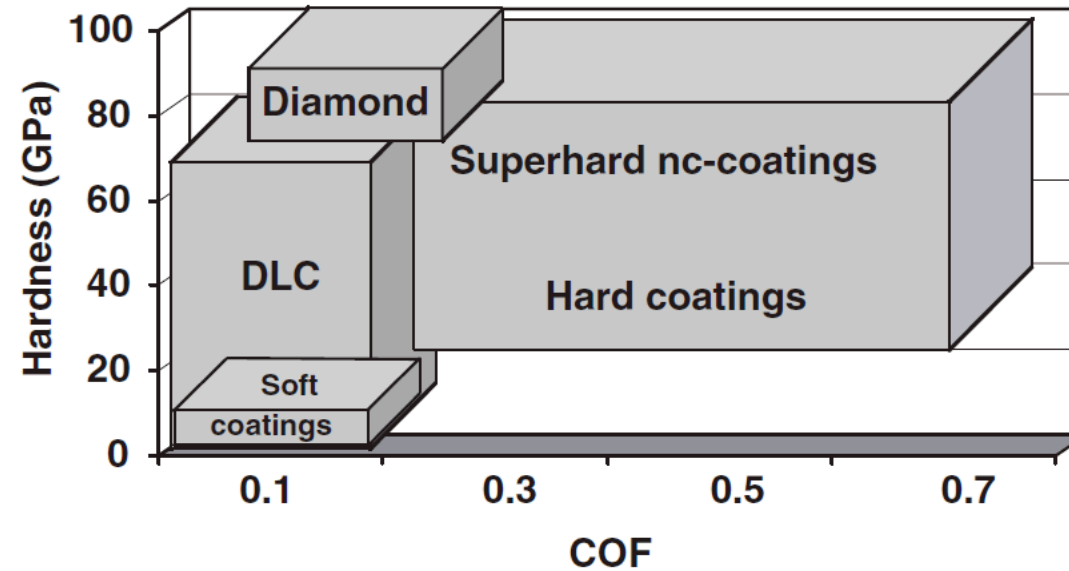 100
80
60
40
20
0
Hardness (GPa)
Diamond
Superhard nc-coatings
DLC
Hard coatings
Soft
coatings
0.1 0.3 0.5 0.7
COF